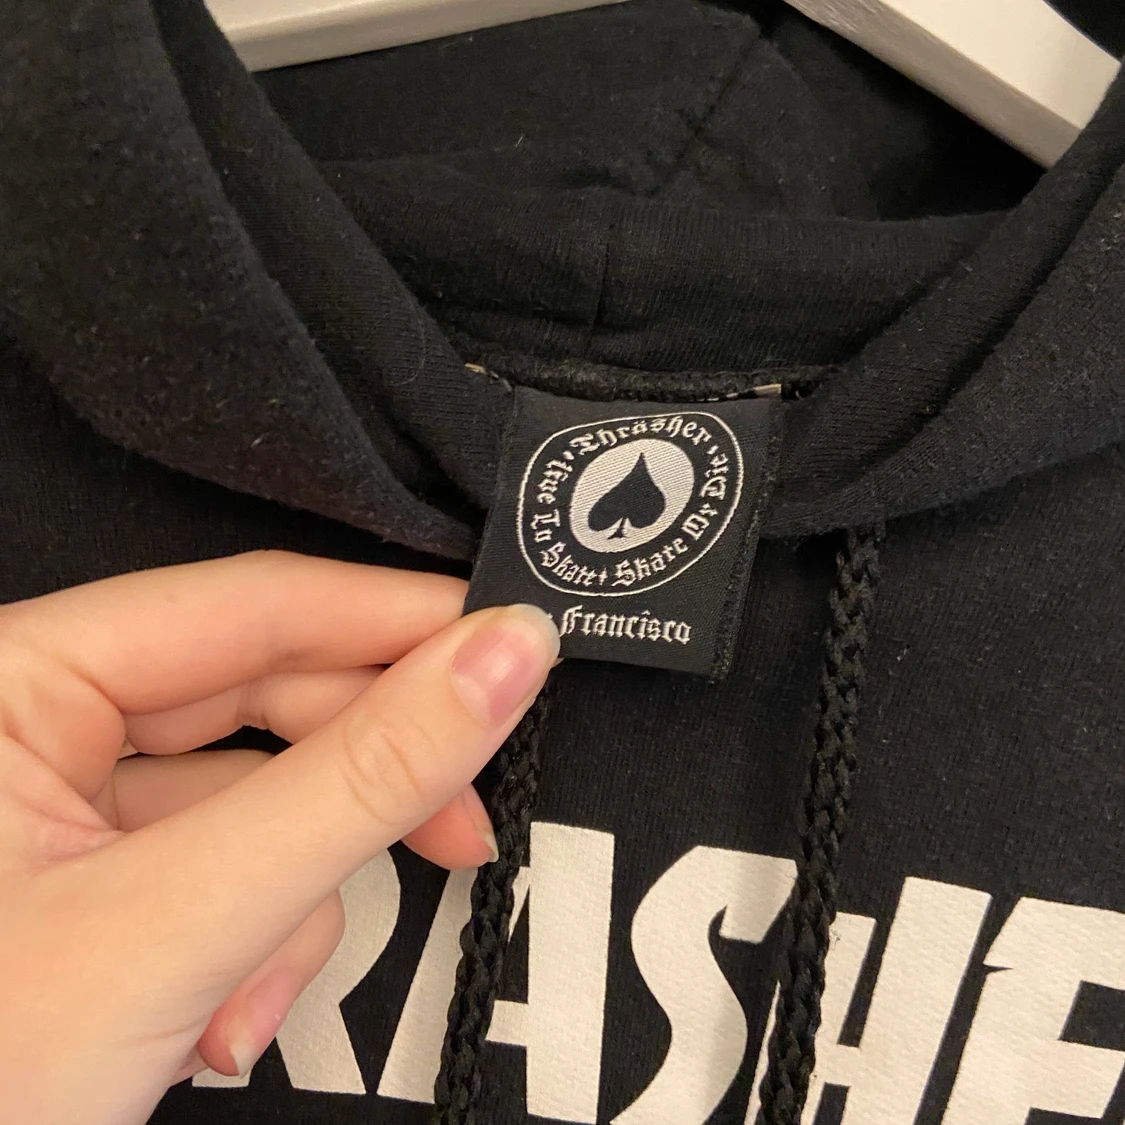 Thrasher
Skate Or Die
live To Skate
Francisco
RASHE